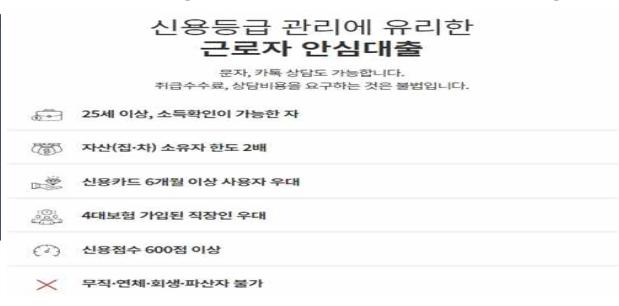 신용등급 관리에 유리한
근로자 안심대출
문자, 카톡 상담도 가능합니다.
취급수수료, 상담비용을 요구하는 것은 불법입니다.
25세 이상, 소득확인이 가능한 자
자산(집·차) 소유자 한도 2배
신용카드 6개월 이상 사용자 우대
4대보험 가입된 직장인 우대
신용점수 600점 이상
무직·연체·회생·파산자 불가